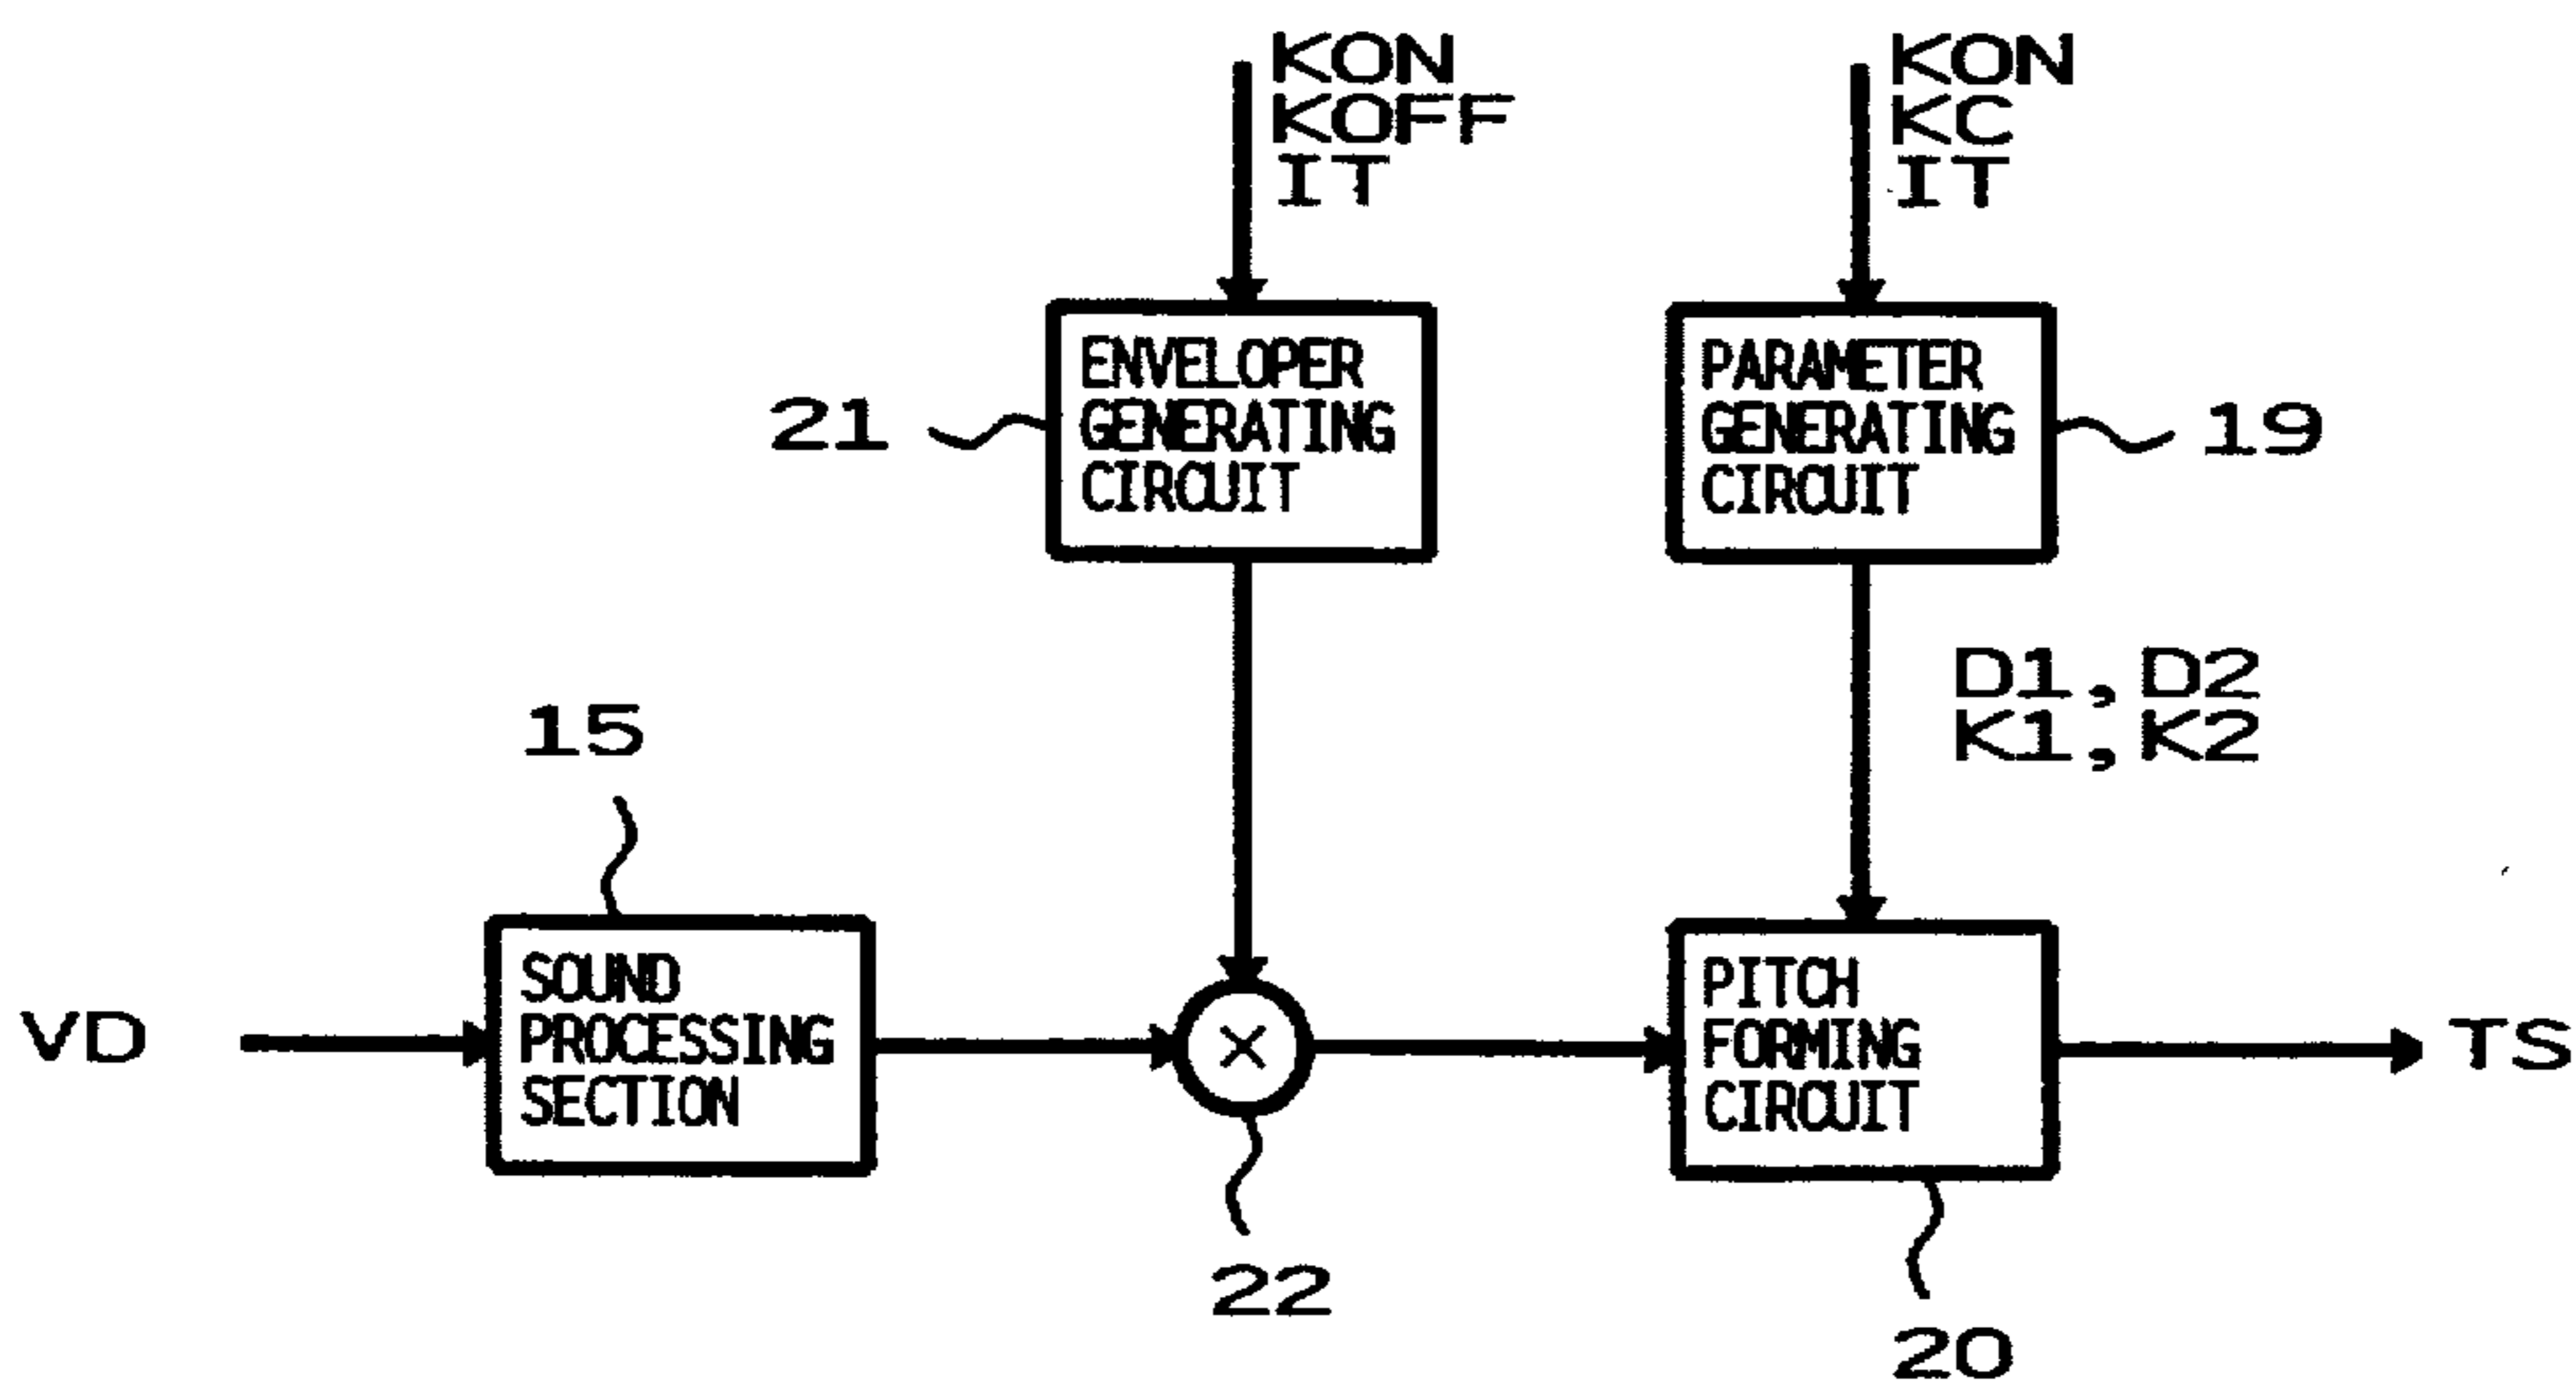 KON
KOFF
IT
KON
KC
IT
ENVELOPER
GENERATING
CIRCUIT
21
PARAMETER
GENERATING
CIRCUIT
19
D1,D2
K1,K2
15
VD
SOUND
PROCESSING
SECTION
×
22
PITCH
FORMING
CIRCUIT
20
TS